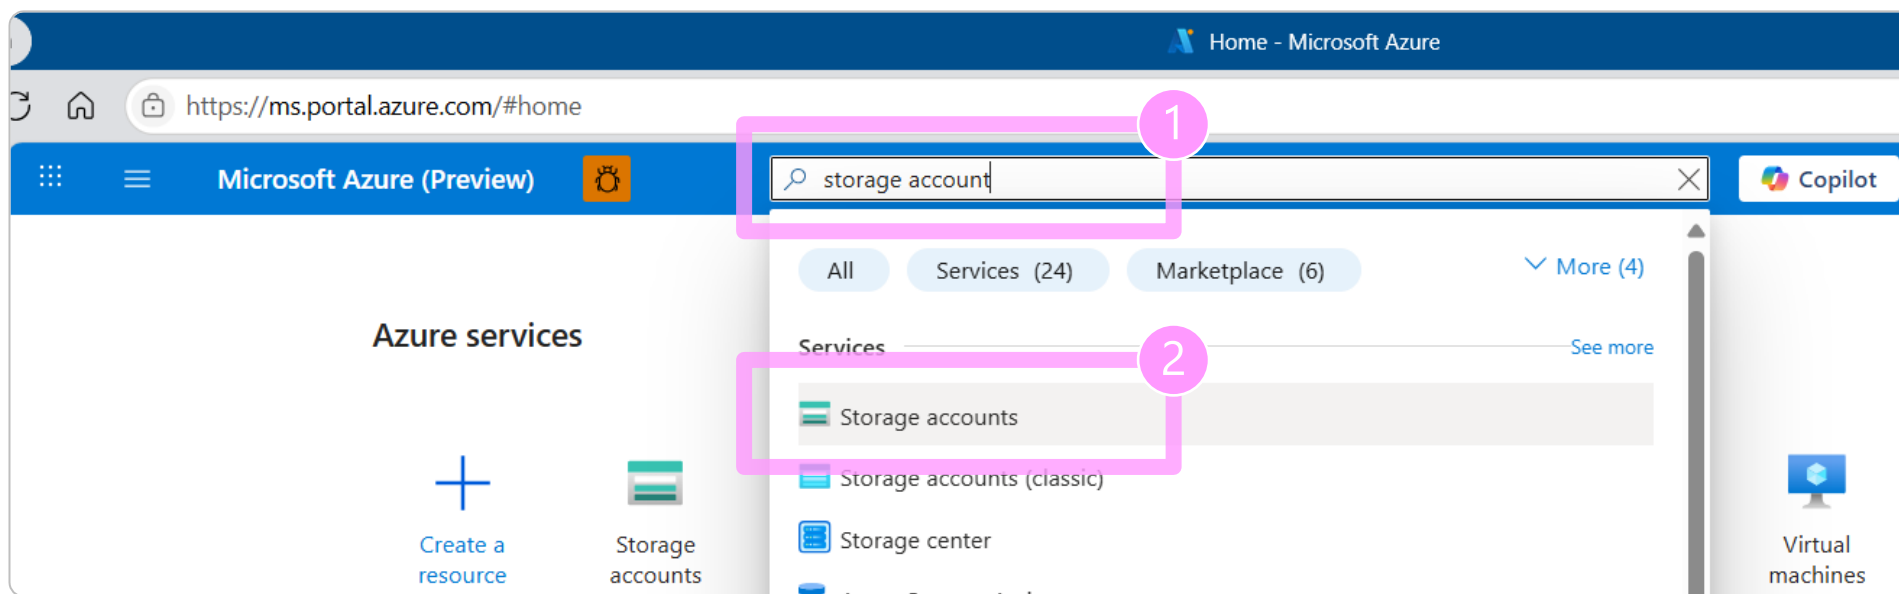 Home - Microsoft Azure
https://ms.portal.azure.com/#home
1
Microsoft Azure (Preview)
storage account
Copilot
All
Services (24)
Marketplace (6)
More (4)
Azure services
Services
See more
2
Storage accounts
Storage accounts (classic)
Storage center
Create a
resource
Storage
accounts
Virtual
machines